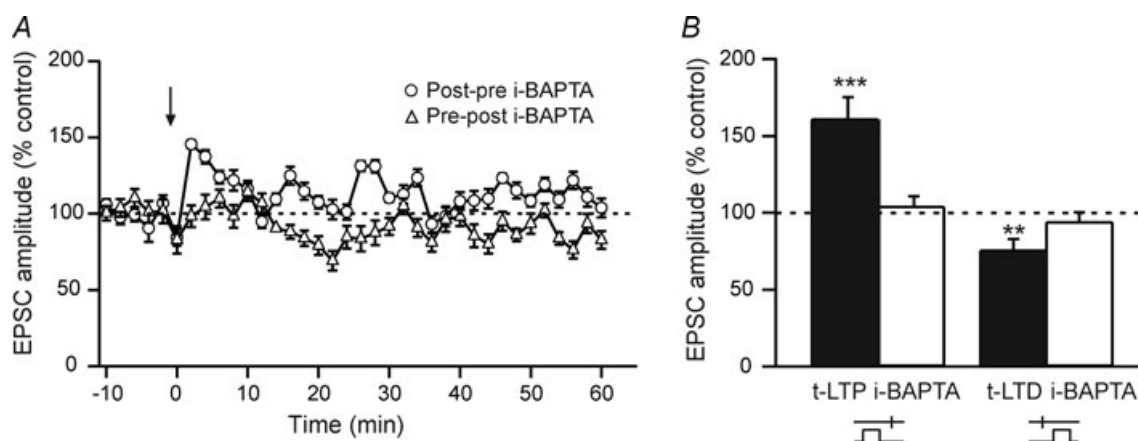 A
EPSC amplitude (% control)
200
150
100
50
0
-10
0
10
20
30
40
50
60
Time (min)
Post-pre i-BAPTA
Pre-post i-BAPTA
B
EPSC amplitude (% control)
200
150
100
50
0
***
**
t-LTP i-BAPTA
t-LTD i-BAPTA